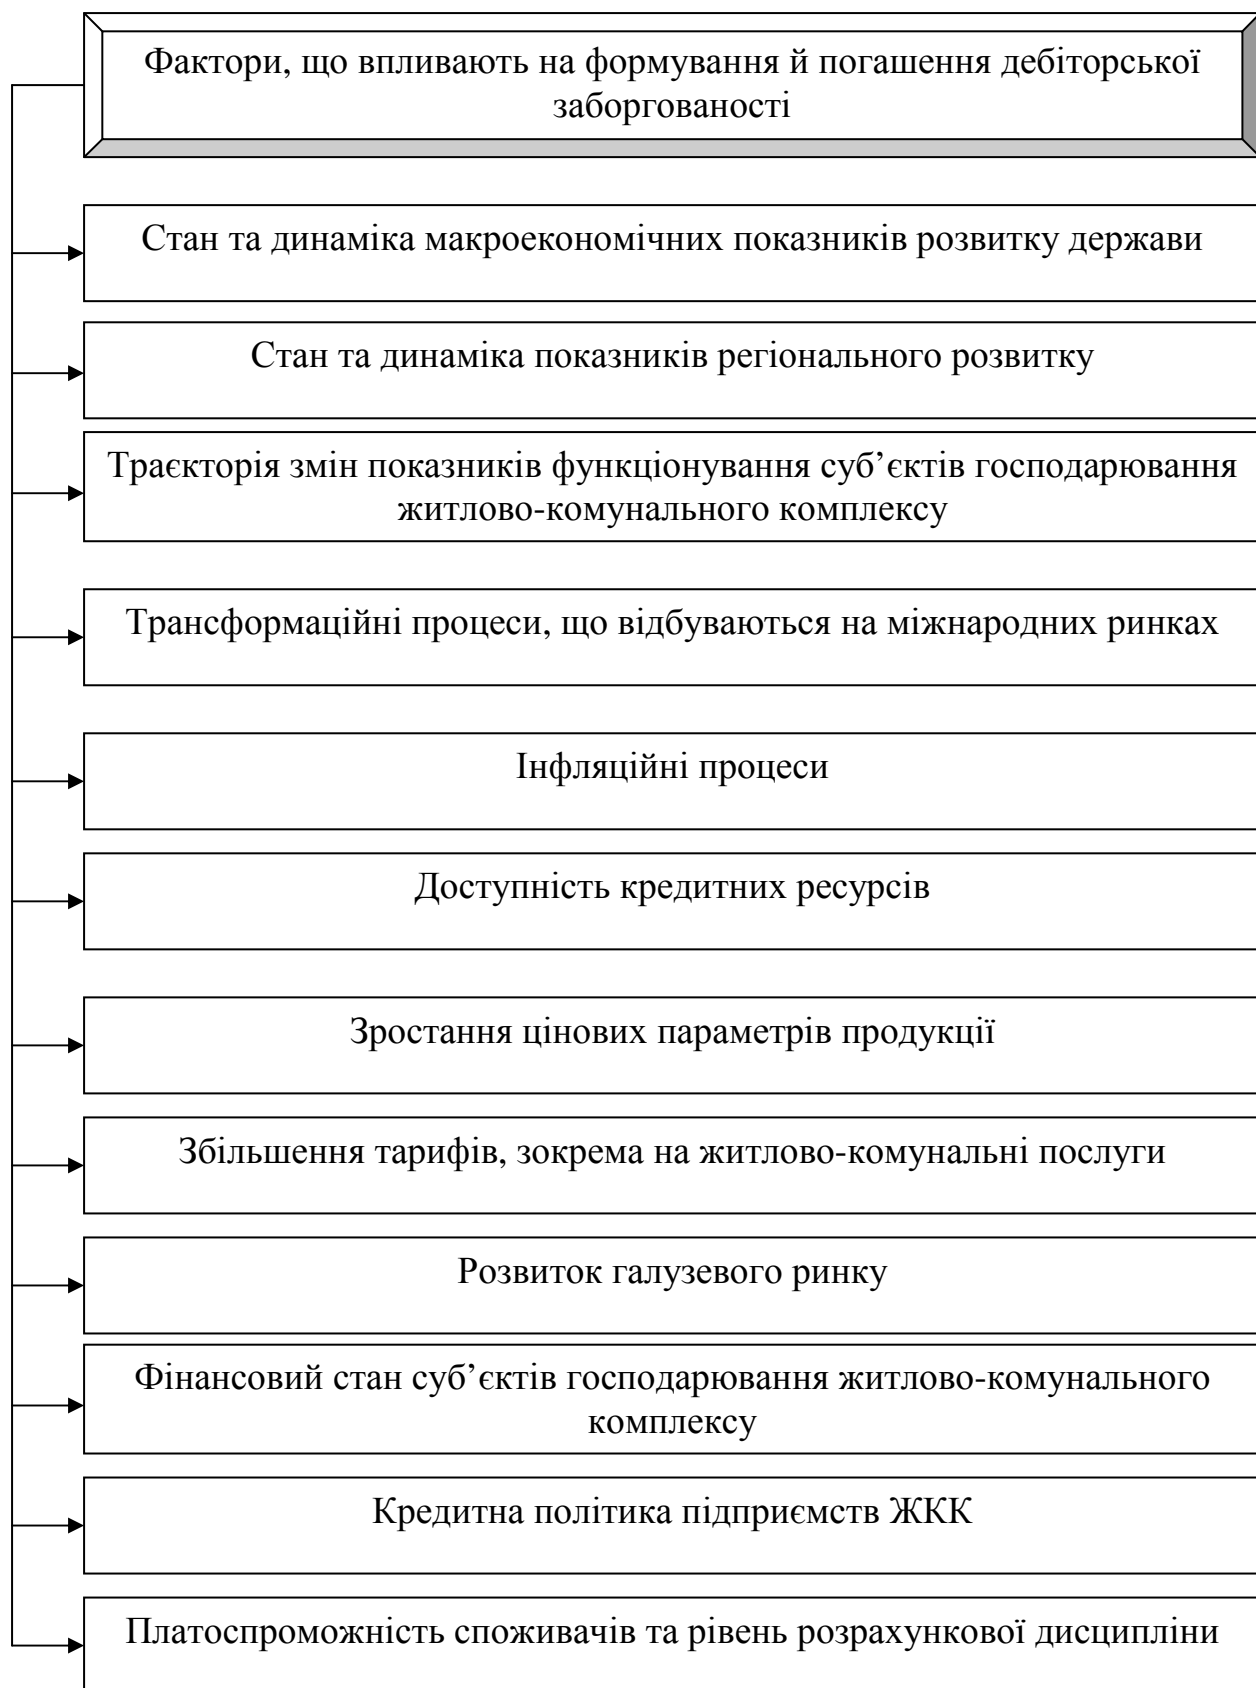 Фактори, що впливають на формування й погашення дебіторської
заборгованості
Стан та динаміка макроекономічних показників розвитку держави
Стан та динаміка показників регіонального розвитку
Траєкторія змін показників функціонування суб’єктів господарювання
житлово-комунального комплексу
Трансформаційні процеси, що відбуваються на міжнародних ринках
Інфляційні процеси
Доступність кредитних ресурсів
Зростання цінових параметрів продукції
Збільшення тарифів, зокрема на житлово-комунальні послуги
Розвиток галузевого ринку
Фінансовий стан суб’єктів господарювання житлово-комунального
комплексу
Кредитна політика підприємств ЖКК
Платоспроможність споживачів та рівень розрахункової дисципліни